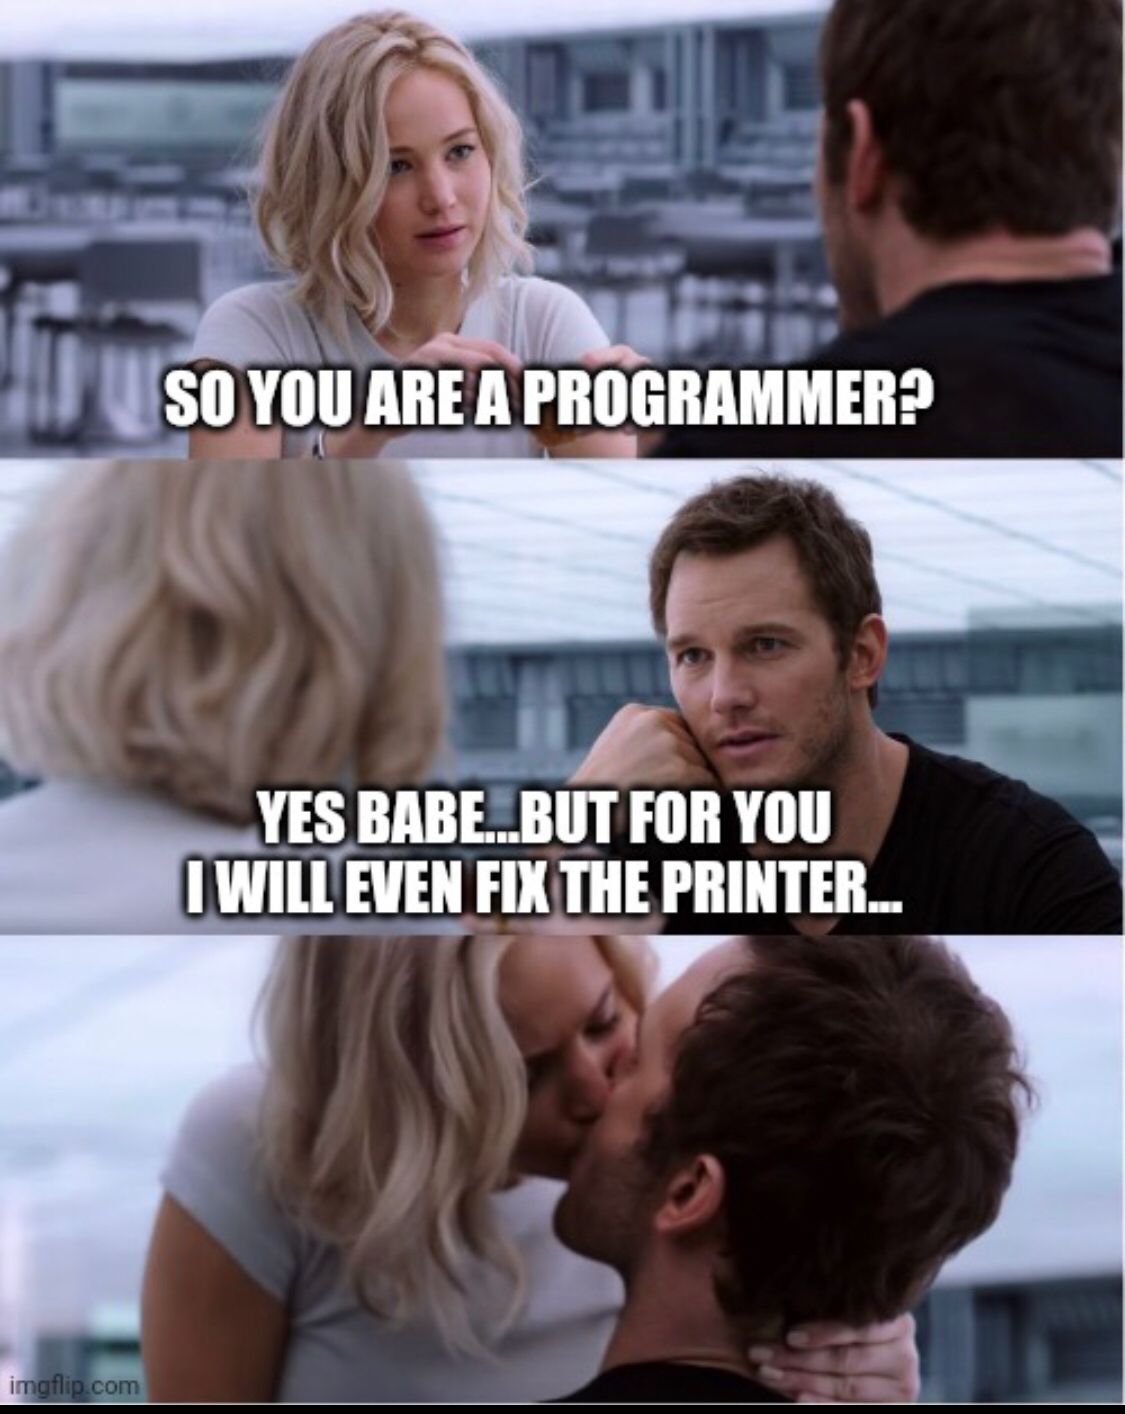 SO YOU ARE A PROGRAMMER?
YES BABE...BUT FOR YOU
I WILL EVEN FIX THE PRINTER...
imgflip.com